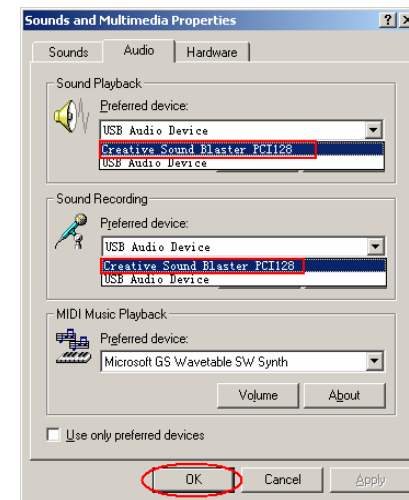 Sounds and Multimedia Properties
Sounds Audio Hardware
Sound Playback
Preferred device:
USB Audio Device
Creative Sound Blaster PCI128
USB Audio Device
Sound Recording
Preferred device:
USB Audio Device
Creative Sound Blaster PCI128
USB Audio Device
MIDI Music Playback
Preferred device:
Microsoft GS Wavetable SW Synth
Volume About
Use only preferred devices
OK Cancel Apply